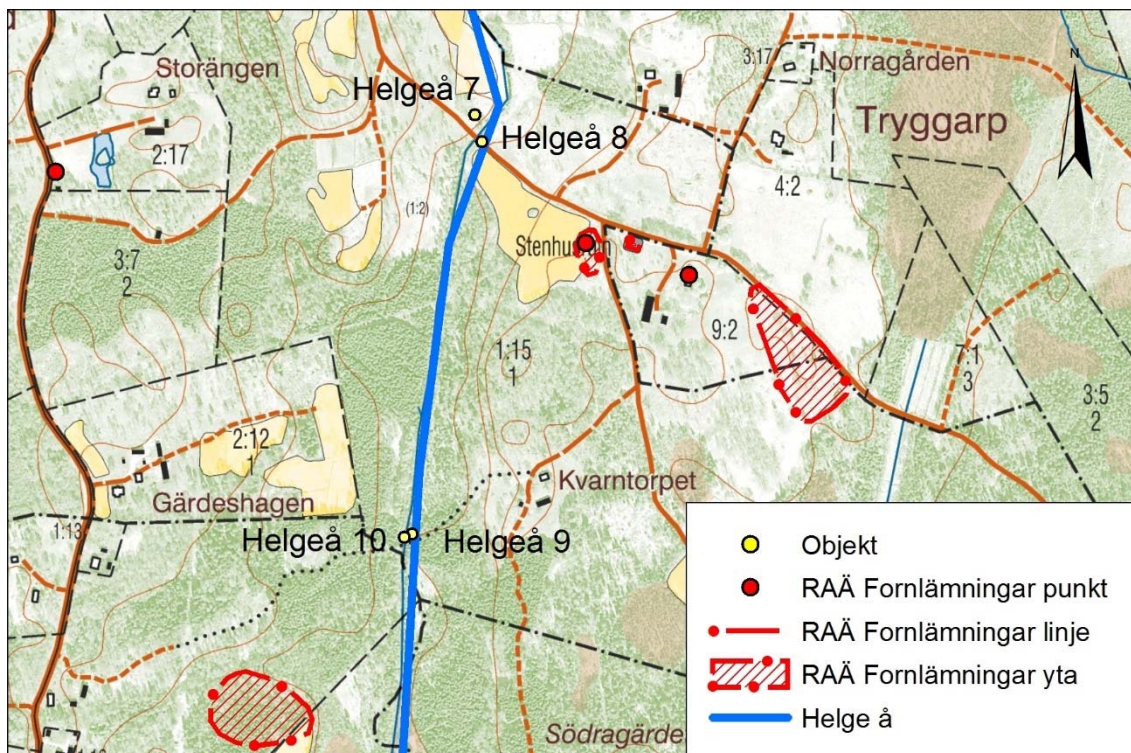 Storängen
3:17
Norragården
Helgeå 7
Tryggarp
N
Helgeå 8
2:17
4:2
(1:2)
3:7
2
9:2
1:15
1
7:1
3
3:5
2
2:12
1
Gärdeshagen
Kvarntorpet
1:13
Helgeå 10
Helgeå 9
Södragårde
Objekt
RAÄ Fornlämningar punkt
RAÄ Fornlämningar linje
RAÄ Fornlämningar yta
Helge å